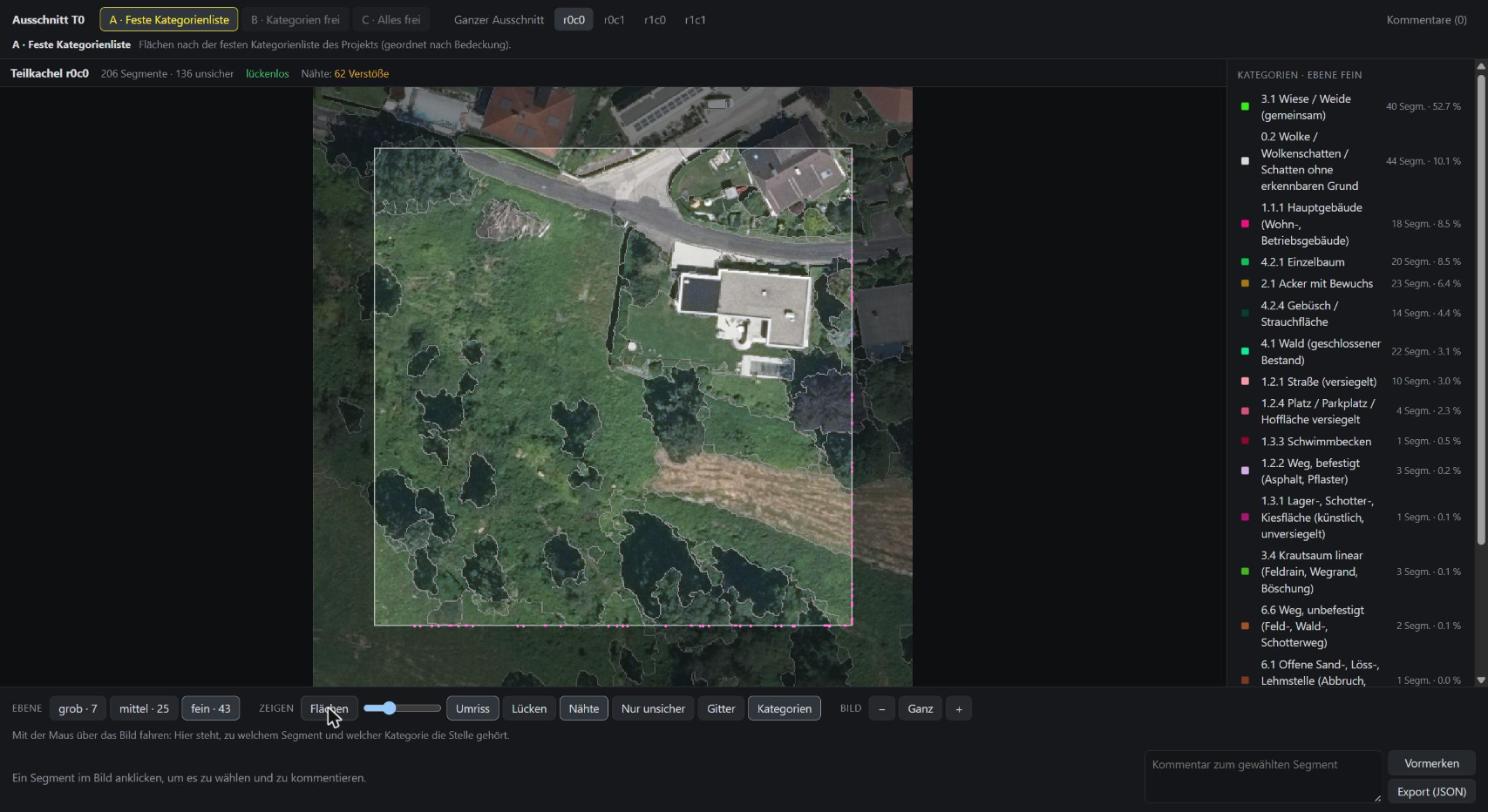 Ausschnitt T0
A · Feste Kategorienliste
B · Kategorien frei
C · Alles frei
Ganzer Ausschnitt
r0c0
r0c1
r1c0
r1c1
Kommentare (0)
A · Feste Kategorienliste Flächen nach der festen Kategorienliste des Projekts (geordnet nach Bedeckung).
Teilkachel r0c0 206 Segmente · 136 unsicher lückenlos Nähte: 62 Verstöße
KATEGORIEN · EBENE FEIN
3.1 Wiese / Weide
(gemeinsam)
40 Segm. · 52.7 %
0.2 Wolke /
Wolkenschatten /
Schatten ohne
erkennbaren Grund
44 Segm. · 10.1 %
1.1.1 Hauptgebäude
(Wohn-,
Betriebsgebäude)
18 Segm. · 8.5 %
4.2.1 Einzelbaum
20 Segm. · 8.5 %
2.1 Acker mit Bewuchs
23 Segm. · 6.4 %
4.2.4 Gebüsch /
Strauchfläche
14 Segm. · 4.4 %
4.1 Wald (geschlossener
Bestand)
22 Segm. · 3.1 %
1.2.1 Straße (versiegelt)
10 Segm. · 3.0 %
1.2.4 Platz / Parkplatz /
Hoffläche versiegelt
4 Segm. · 2.3 %
1.3.3 Schwimmbecken
1 Segm. · 0.5 %
1.2.2 Weg, befestigt
(Asphalt, Pflaster)
3 Segm. · 0.2 %
1.3.1 Lager-, Schotter-,
Kiesfläche (künstlich,
unversiegelt)
1 Segm. · 0.1 %
3.4 Krautsaum linear
(Feldrain, Wegrand,
Böschung)
3 Segm. · 0.1 %
6.6 Weg, unbefestigt
(Feld-, Wald-,
Schotterweg)
2 Segm. · 0.1 %
6.1 Offene Sand-, Löss-,
Lehmstelle (Abbruch,
1 Segm. · 0.0 %
EBENE
grob · 7
mittel · 25
fein · 43
ZEIGEN
Flächen
Umriss
Lücken
Nähte
Nur unsicher
Gitter
Kategorien
BILD
−
Ganz
+
Mit der Maus über das Bild fahren: Hier steht, zu welchem Segment und welcher Kategorie die Stelle gehört.
Ein Segment im Bild anklicken, um es zu wählen und zu kommentieren.
Kommentar zum gewählten Segment
Vormerken
Export (JSON)